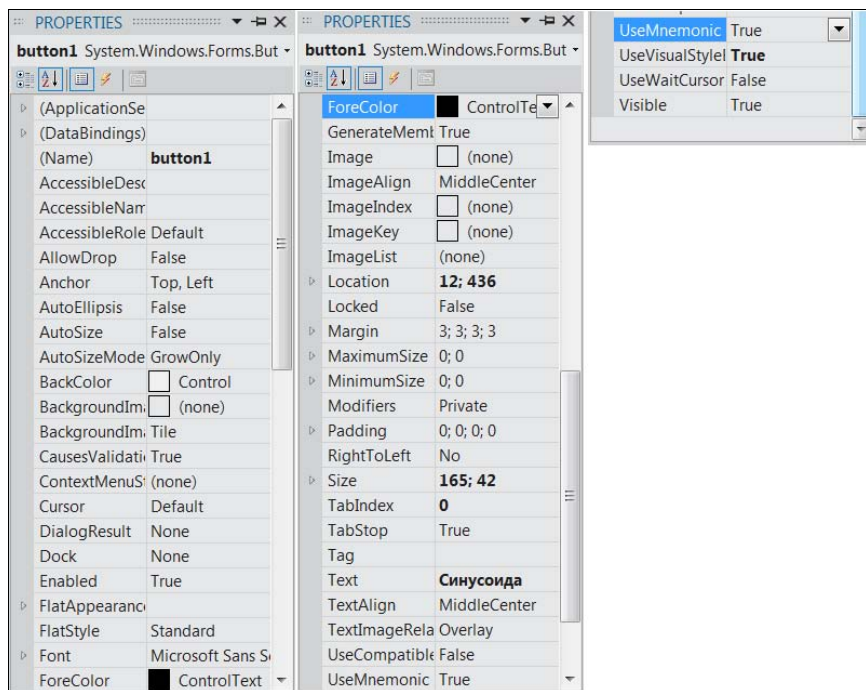 PROPERTIES
button1 System.Windows.Forms.But
(ApplicationSe
(DataBindings)
(Name) button1
AccessibleDesc
AccessibleNam
AccessibleRole Default
AllowDrop False
Anchor Top, Left
AutoEllipsis False
AutoSize False
AutoSizeMode GrowOnly
BackColor Control
BackgroundIma (none)
BackgroundIma Tile
CausesValidati True
ContextMenuSt (none)
Cursor Default
DialogResult None
Dock None
Enabled True
FlatAppearance
FlatStyle Standard
Font Microsoft Sans Se
ForeColor ControlText
PROPERTIES
button1 System.Windows.Forms.But
ForeColor ControlTe
GenerateMemb True
Image (none)
ImageAlign MiddleCenter
ImageIndex (none)
ImageKey (none)
ImageList (none)
Location 12; 436
Locked False
Margin 3; 3; 3; 3
MaximumSize 0; 0
MinimumSize 0; 0
Modifiers Private
Padding 0; 0; 0; 0
RightToLeft No
Size 165; 42
TabIndex 0
TabStop True
Tag
Text Синусоида
TextAlign MiddleCenter
TextImageRela Overlay
UseCompatible False
UseMnemonic True
UseMnemonic True
UseVisualStyleI True
UseWaitCursor False
Visible True